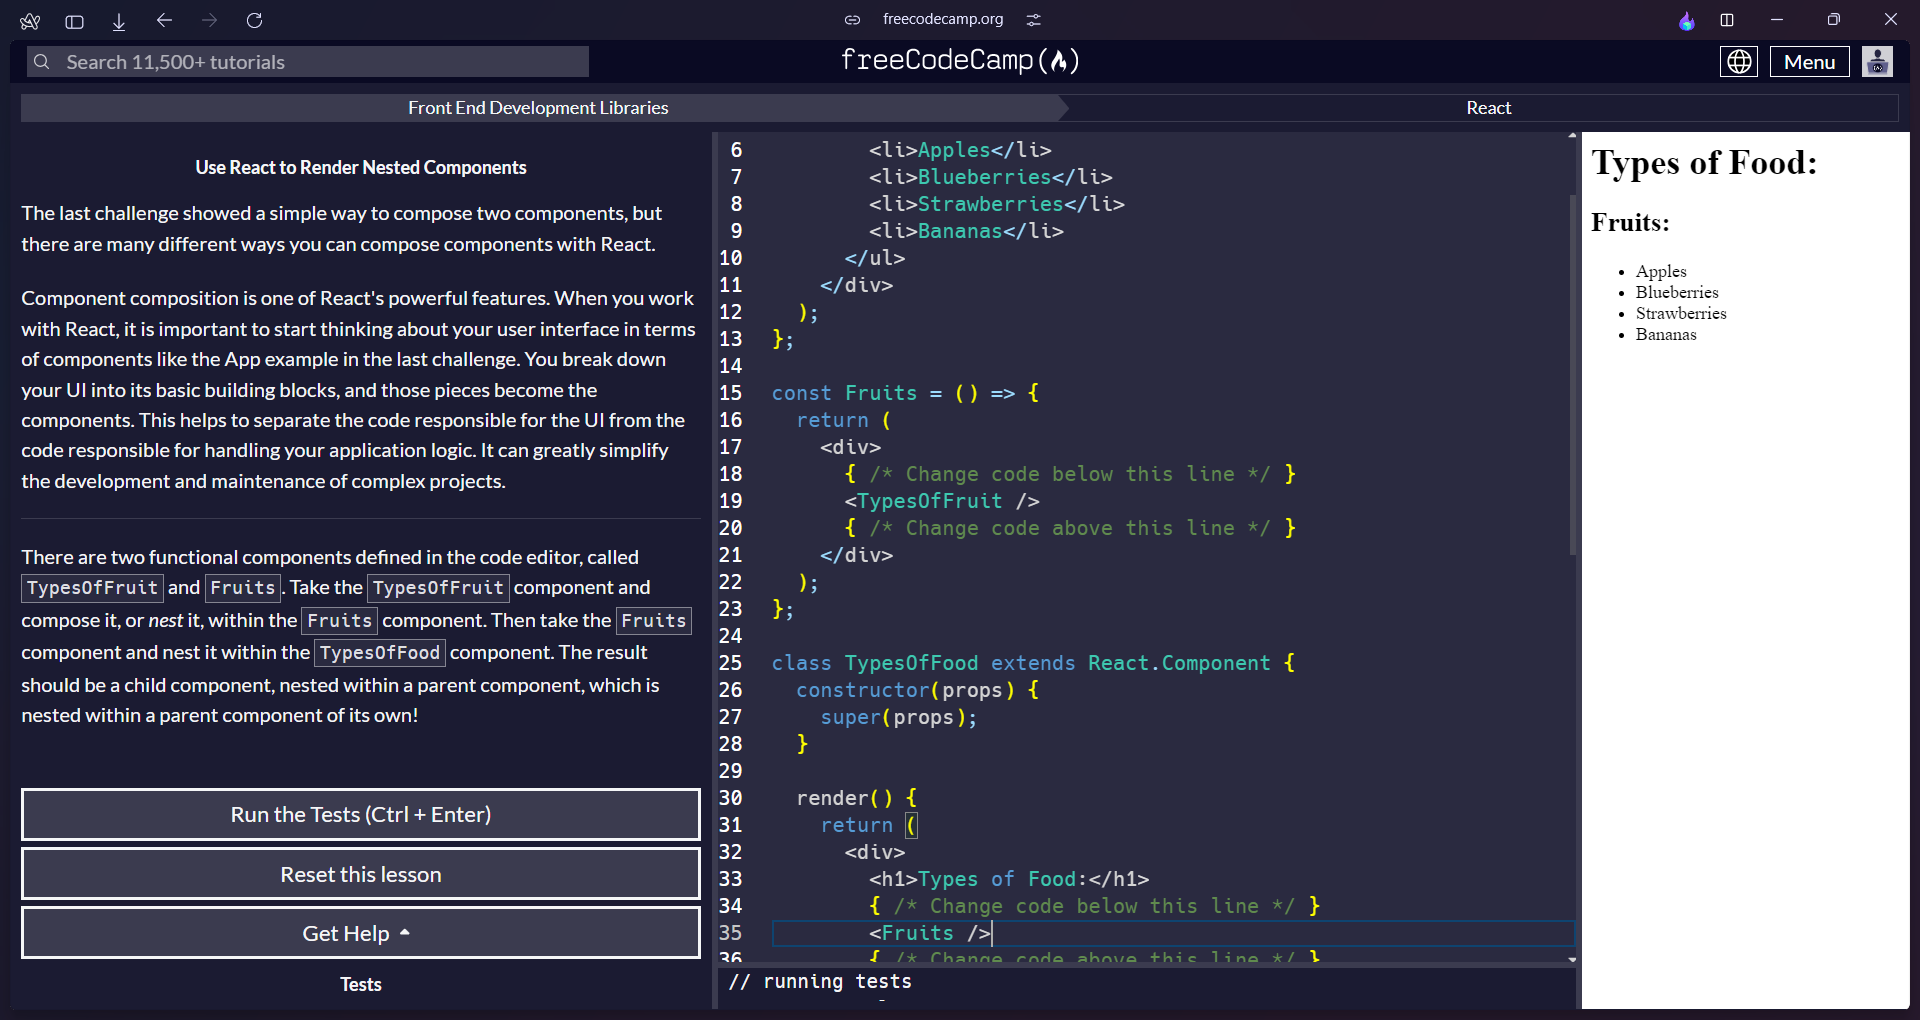 freecodecamp.org
Search 11,500+ tutorials
freeCodeCamp
Menu
Front End Development Libraries
React
Use React to Render Nested Components
The last challenge showed a simple way to compose two components, but
there are many different ways you can compose components with React.
Component composition is one of React's powerful features. When you work
with React, it is important to start thinking about your user interface in terms
of components like the App example in the last challenge. You break down
your UI into its basic building blocks, and those pieces become the
components. This helps to separate the code responsible for the UI from the
code responsible for handling your application logic. It can greatly simplify
the development and maintenance of complex projects.
There are two functional components defined in the code editor, called
TypesOfFruit and Fruits. Take the TypesOfFruit component and
compose it, or nest it, within the Fruits component. Then take the Fruits
component and nest it within the TypesOfFood component. The result
should be a child component, nested within a parent component, which is
nested within a parent component of its own!
Run the Tests (Ctrl + Enter)
Reset this lesson
Get Help
Tests
6 <li>Apples</li>
7 <li>Blueberries</li>
8 <li>Strawberries</li>
9 <li>Bananas</li>
10 </ul>
11 </div>
12 );
13 };
14
15 const Fruits = () => {
16 return (
17 <div>
18 { /* Change code below this line */ }
19 <TypesOfFruit />
20 { /* Change code above this line */ }
21 </div>
22 );
23 };
24
25 class TypesOfFood extends React.Component {
26 constructor(props) {
27 super(props);
28 }
29
30 render() {
31 return (
32 <div>
33 <h1>Types of Food:</h1>
34 { /* Change code below this line */ }
35 <Fruits />
36 { /* Change code above this line */ }
// running tests
Types of Food:
Fruits:
Apples
Blueberries
Strawberries
Bananas